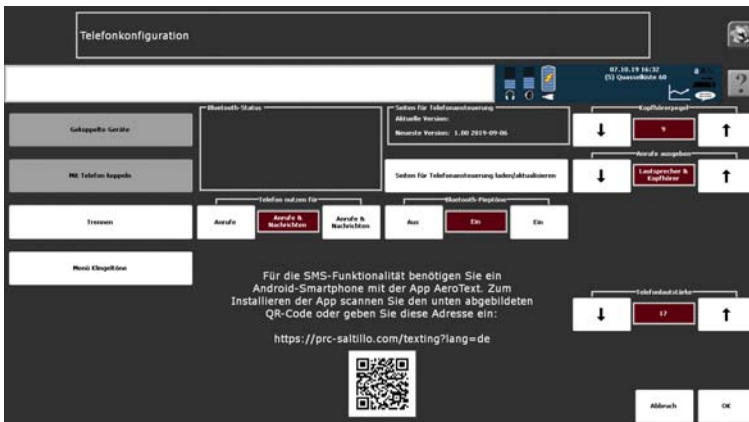 Telefonkonfiguration
07.10.19 16:32
(5) Quasselkiste 60
Gekoppelte Geräte
Mit Telefon koppeln
Trennen
Menü Klingeltöne
Bluetooth-Status
Seiten für Telefonansteuerung
Aktuelle Version:
Neueste Version: 1.00 2019-09-06
Seiten für Telefonansteuerung laden/aktualisieren
Telefon nutzen für
Anrufe
Anrufe &
Nachrichten
Anrufe &
Nachrichten
Bluetooth-Pieptöne
Aus
Ein
Ein
Kopfhörerpegel
9
Anrufe ausgeben
Lautsprecher &
Kopfhörer
Telefonlautstärke
17
Für die SMS-Funktionalität benötigen Sie ein
Android-Smartphone mit der App AeroText. Zum
Installieren der App scannen Sie den unten abgebildeten
QR-Code oder geben Sie diese Adresse ein:
https://prc-saltillo.com/texting?lang=de
Abbruch
OK